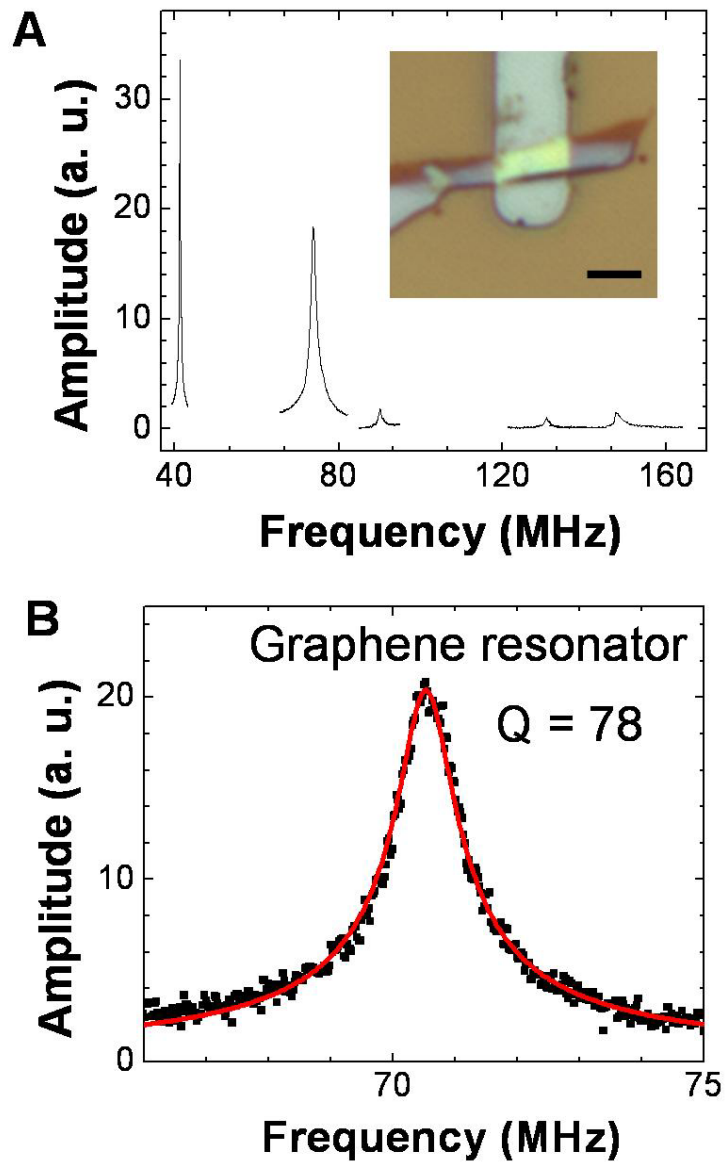 A
Amplitude (a. u.)
30
20
10
0
40
80
120
160
Frequency (MHz)
B
Graphene resonator
Q = 78
Amplitude (a. u.)
20
10
0
70
75
Frequency (MHz)